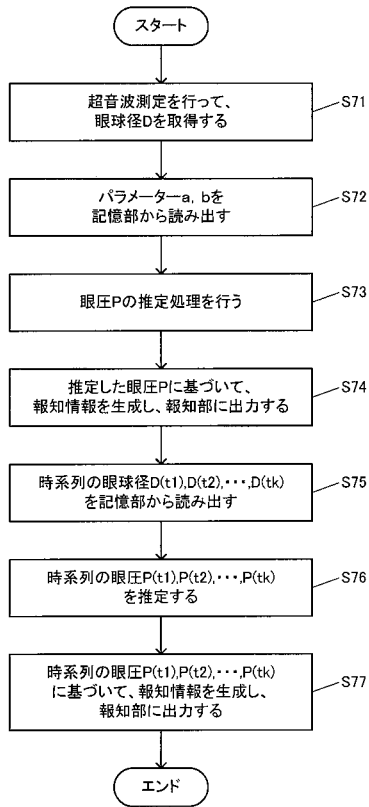 スタート
超音波測定を行って、
眼球径Dを取得する
S71
パラメーターa, bを
記憶部から読み出す
S72
眼圧Pの推定処理を行う
S73
推定した眼圧Pに基づいて、
報知情報を生成し、報知部に出力する
S74
時系列の眼球径D(t1),D(t2),･･･,D(tk)
を記憶部から読み出す
S75
時系列の眼圧P(t1),P(t2),･･･,P(tk)
を推定する
S76
時系列の眼圧P(t1),P(t2),･･･,P(tk)
に基づいて、報知情報を生成し、
報知部に出力する
S77
エンド